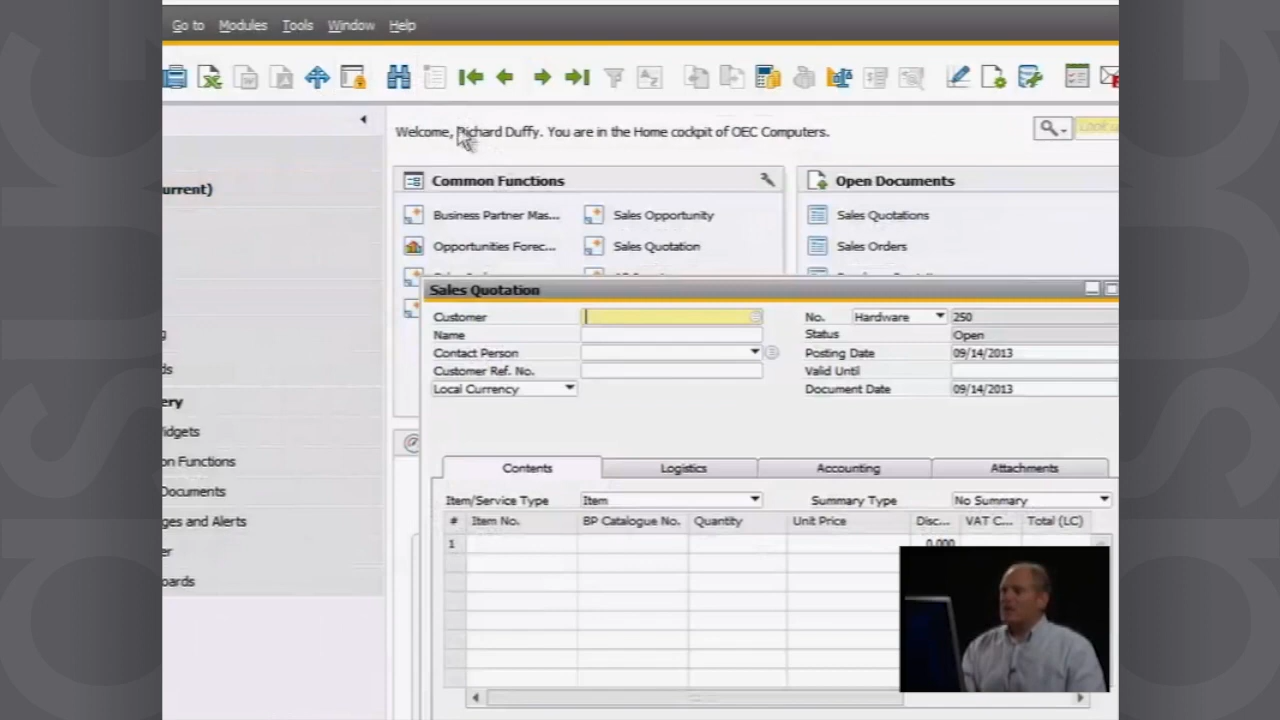 Go to Modules Tools Window Help
Welcome, Richard Duffy. You are in the Home cockpit of OEC Computers.
urrent)
Common Functions
Open Documents
Business Partner Mas...
Sales Opportunity
Sales Quotations
Opportunities Forec...
Sales Quotation
Sales Orders
Sales Quotation
Customer
No. Hardware 250
Name
Status Open
Contact Person
Posting Date 09/14/2013
Customer Ref. No.
Valid Until
Local Currency
Document Date 09/14/2013
ery
idgets
on Functions
Documents
ges and Alerts
er
oards
Contents Logistics Accounting Attachments
Item/Service Type Item Summary Type No Summary
# Item No. BP Catalogue No. Quantity Unit Price Disc... VAT C... Total (LC)
1 0.000